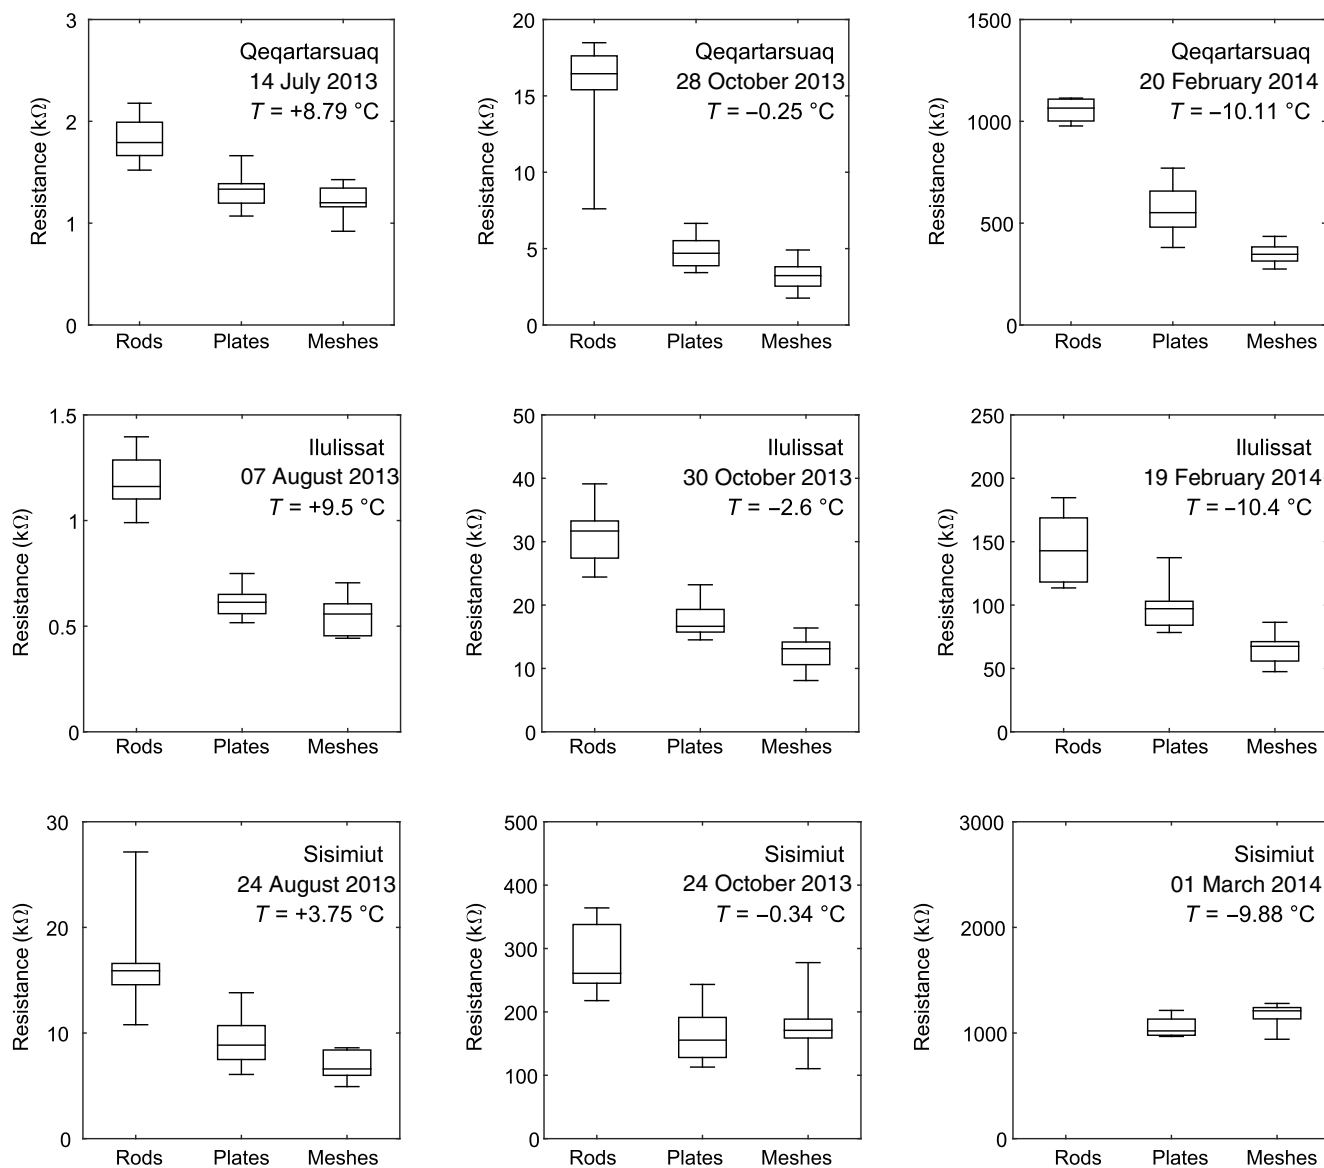 3
2
1
0
Resistance (kΩ)
Qeqartarsuaq
14 July 2013
T = +8.79 °C
Rods Plates Meshes
20
15
10
5
0
Resistance (kΩ)
Qeqartarsuaq
28 October 2013
T = −0.25 °C
Rods Plates Meshes
1500
1000
500
0
Resistance (kΩ)
Qeqartarsuaq
20 February 2014
T = −10.11 °C
Rods Plates Meshes
1.5
1
0.5
0
Resistance (kΩ)
Ilulissat
07 August 2013
T = +9.5 °C
Rods Plates Meshes
50
40
30
20
10
0
Resistance (kΩ)
Ilulissat
30 October 2013
T = −2.6 °C
Rods Plates Meshes
250
200
150
100
50
0
Resistance (kΩ)
Ilulissat
19 February 2014
T = −10.4 °C
Rods Plates Meshes
30
20
10
0
Resistance (kΩ)
Sisimiut
24 August 2013
T = +3.75 °C
Rods Plates Meshes
500
400
300
200
100
0
Resistance (kΩ)
Sisimiut
24 October 2013
T = −0.34 °C
Rods Plates Meshes
3000
2000
1000
0
Resistance (kΩ)
Sisimiut
01 March 2014
T = −9.88 °C
Rods Plates Meshes